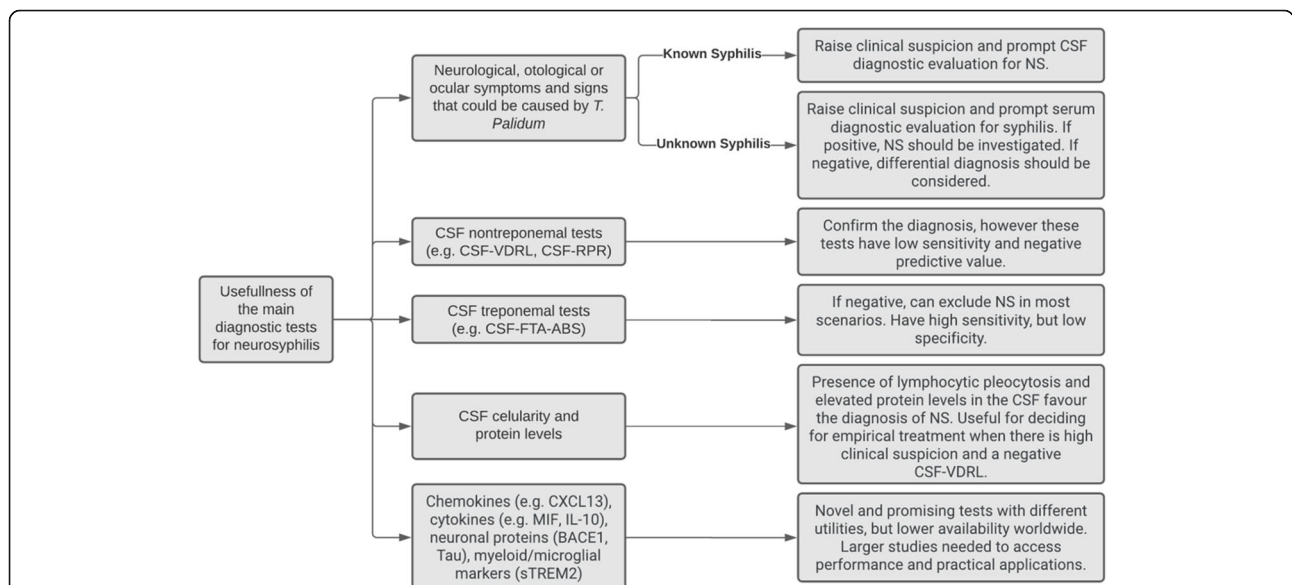 Usefullness of
the main
diagnostic tests
for neurosyphilis
Neurological, otological or
ocular symptoms and signs
that could be caused by T.
Palidum
Known Syphilis
Raise clinical suspicion and prompt CSF
diagnostic evaluation for NS.
Unknown Syphilis
Raise clinical suspicion and prompt serum
diagnostic evaluation for syphilis. If
positive, NS should be investigated. If
negative, differential diagnosis should be
considered.
CSF nontreponemal tests
(e.g. CSF-VDRL, CSF-RPR)
Confirm the diagnosis, however these
tests have low sensitivity and negative
predictive value.
CSF treponemal tests
(e.g. CSF-FTA-ABS)
If negative, can exclude NS in most
scenarios. Have high sensitivity, but low
specificity.
CSF celularity and
protein levels
Presence of lymphocytic pleocytosis and
elevated protein levels in the CSF favour
the diagnosis of NS. Useful for deciding
for empirical treatment when there is high
clinical suspicion and a negative
CSF-VDRL.
Chemokines (e.g. CXCL13),
cytokines (e.g. MIF, IL-10),
neuronal proteins (BACE1,
Tau), myeloid/microglial
markers (sTREM2)
Novel and promising tests with different
utilities, but lower availability worldwide.
Larger studies needed to access
performance and practical applications.